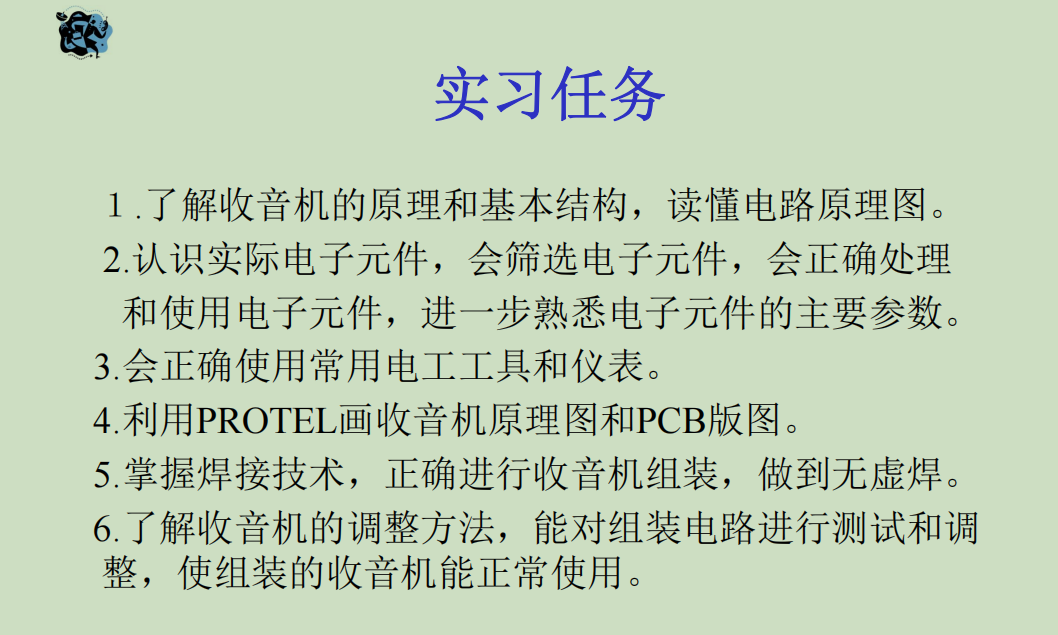 实习任务
1.了解收音机的原理和基本结构，读懂电路原理图。
2.认识实际电子元件，会筛选电子元件，会正确处理
和使用电子元件，进一步熟悉电子元件的主要参数。
3.会正确使用常用电工工具和仪表。
4.利用PROTEL画收音机原理图和PCB版图。
5.掌握焊接技术，正确进行收音机组装，做到无虚焊。
6.了解收音机的调整方法，能对组装电路进行测试和调
整，使组装的收音机能正常使用。